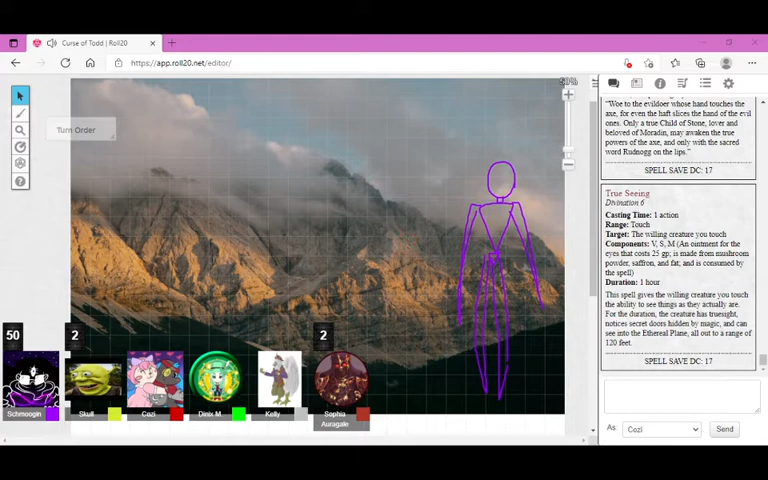 Curse of Todd | Roll20
https://app.roll20.net/editor/
50%
Turn Order
"Woe to the evildoer whose hand touches the
axe, for even the haft slices the hand of the evil
ones. Only a true Child of Stone, lover and
beloved of Moradin, may awaken the true
powers of the axe, and only with the sacred
word Rudnogg on the lips."
SPELL SAVE DC: 17
True Seeing
Divination 6
Casting Time: 1 action
Range: Touch
Target: The willing creature you touch
Components: V, S, M (An ointment for the
eyes that costs 25 gp; is made from mushroom
powder, saffron, and fat; and is consumed by
the spell)
Duration: 1 hour
This spell gives the willing creature you touch
the ability to see things as they actually are.
For the duration, the creature has truesight,
notices secret doors hidden by magic, and can
see into the Ethereal Plane, all out to a range of
120 feet.
SPELL SAVE DC: 17
50
2
2
Schmoogin
Skull
Cozi
Dinix M
Kelly
Sophia
Auragale
As:
Cozi
Send